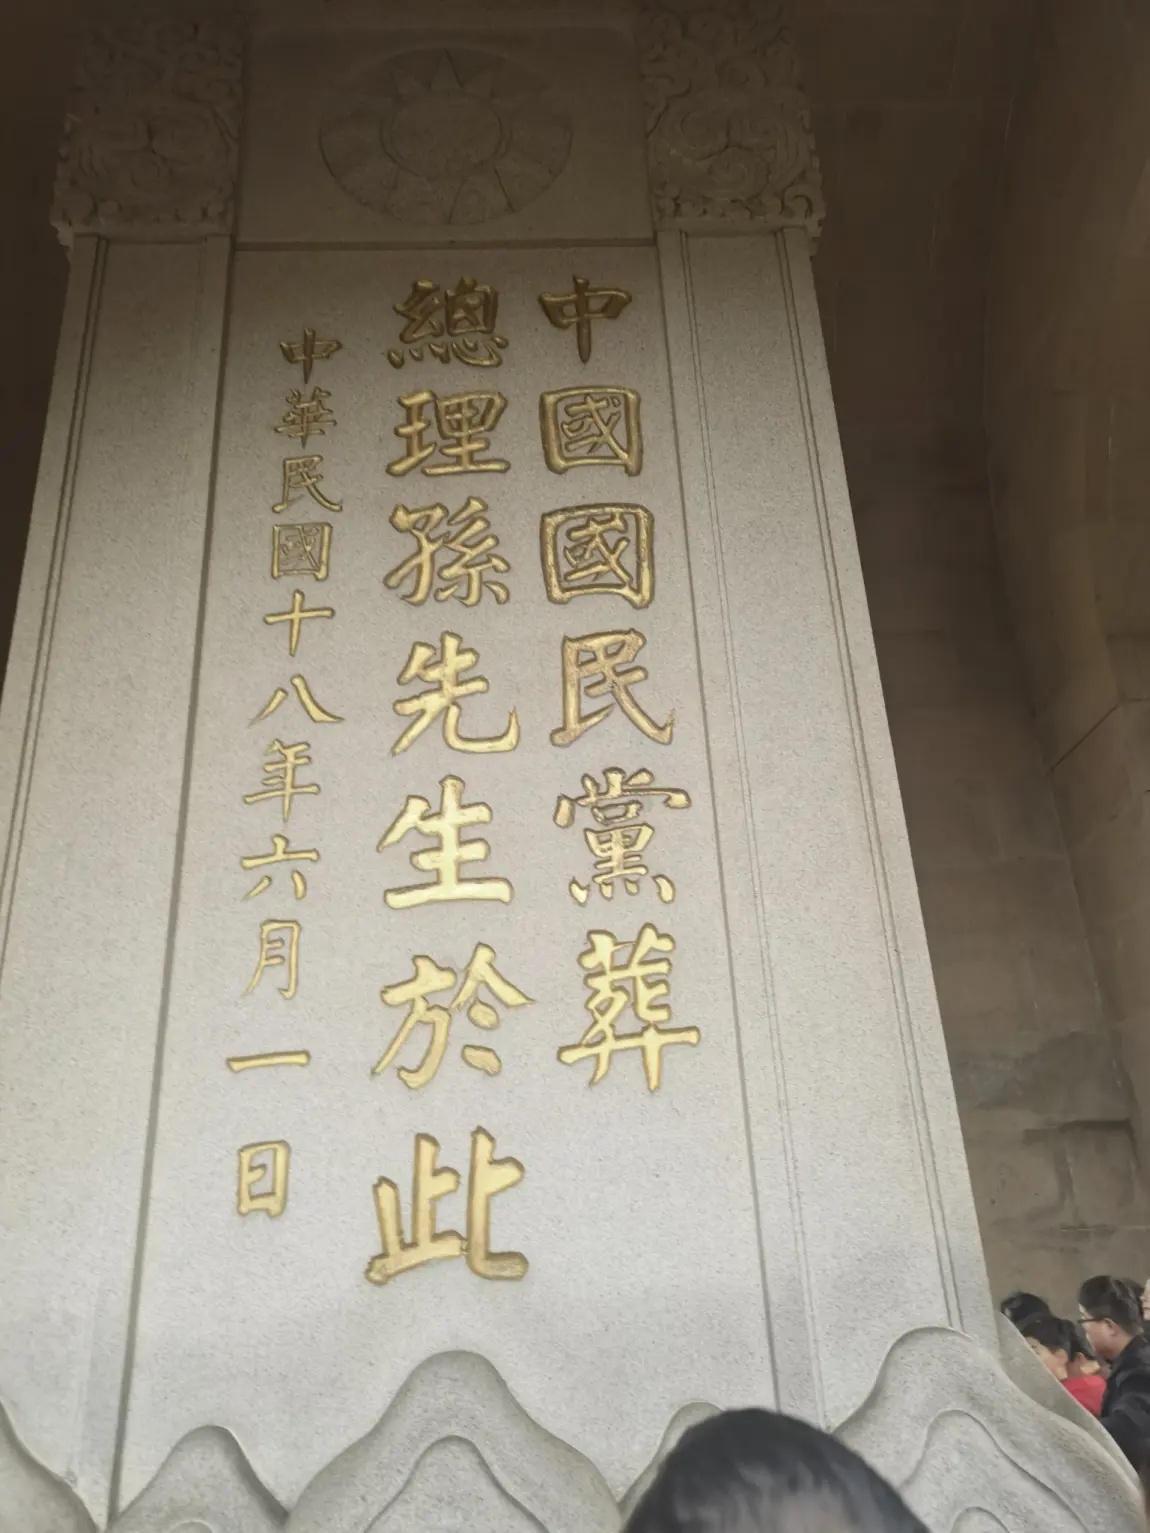 中國國民黨葬
總理孫先生於此
中華民國十八年六月一日